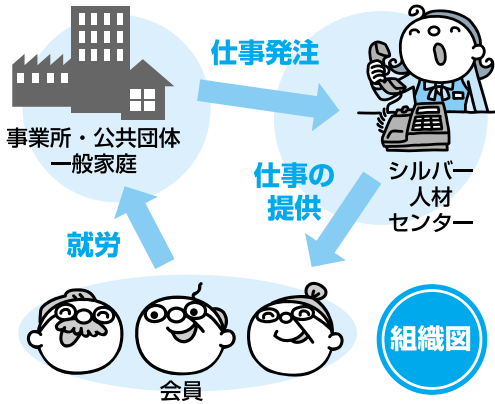 仕事発注
事業所・公共団体
一般家庭
シルバー
人材
センター
仕事の
提供
就労
会員
組織図